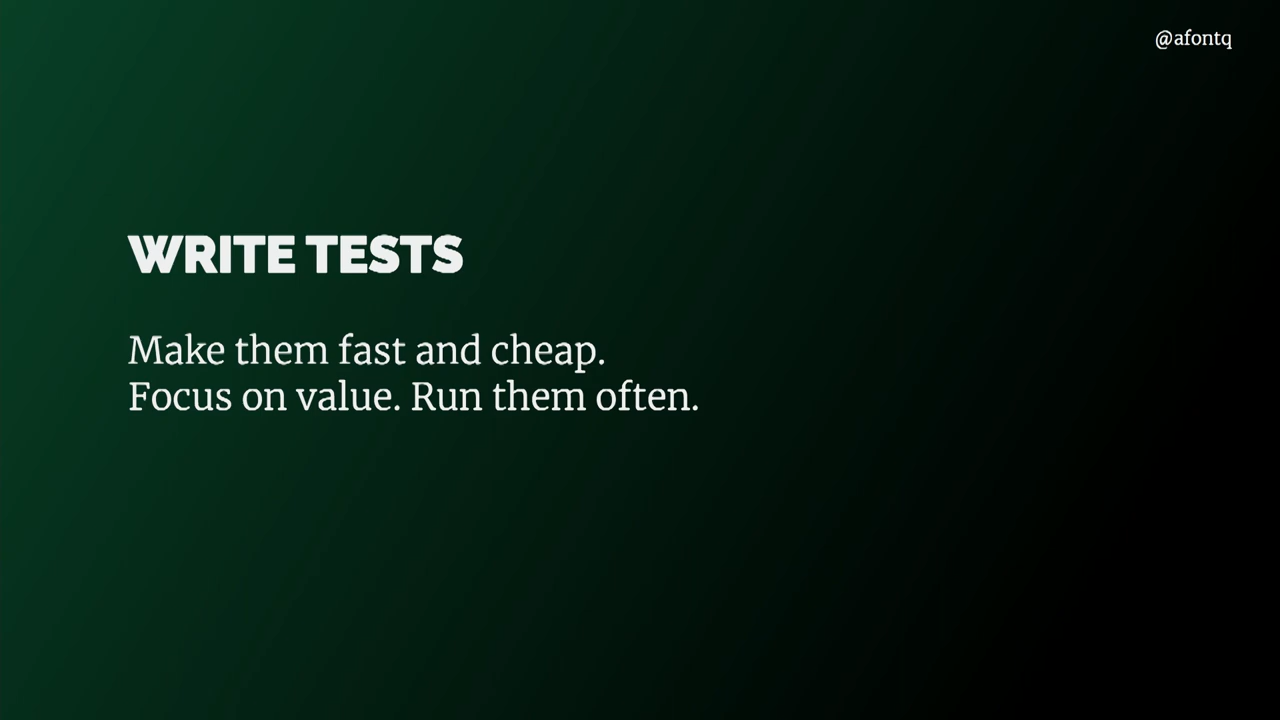 @afontq
WRITE TESTS
Make them fast and cheap.
Focus on value. Run them often.